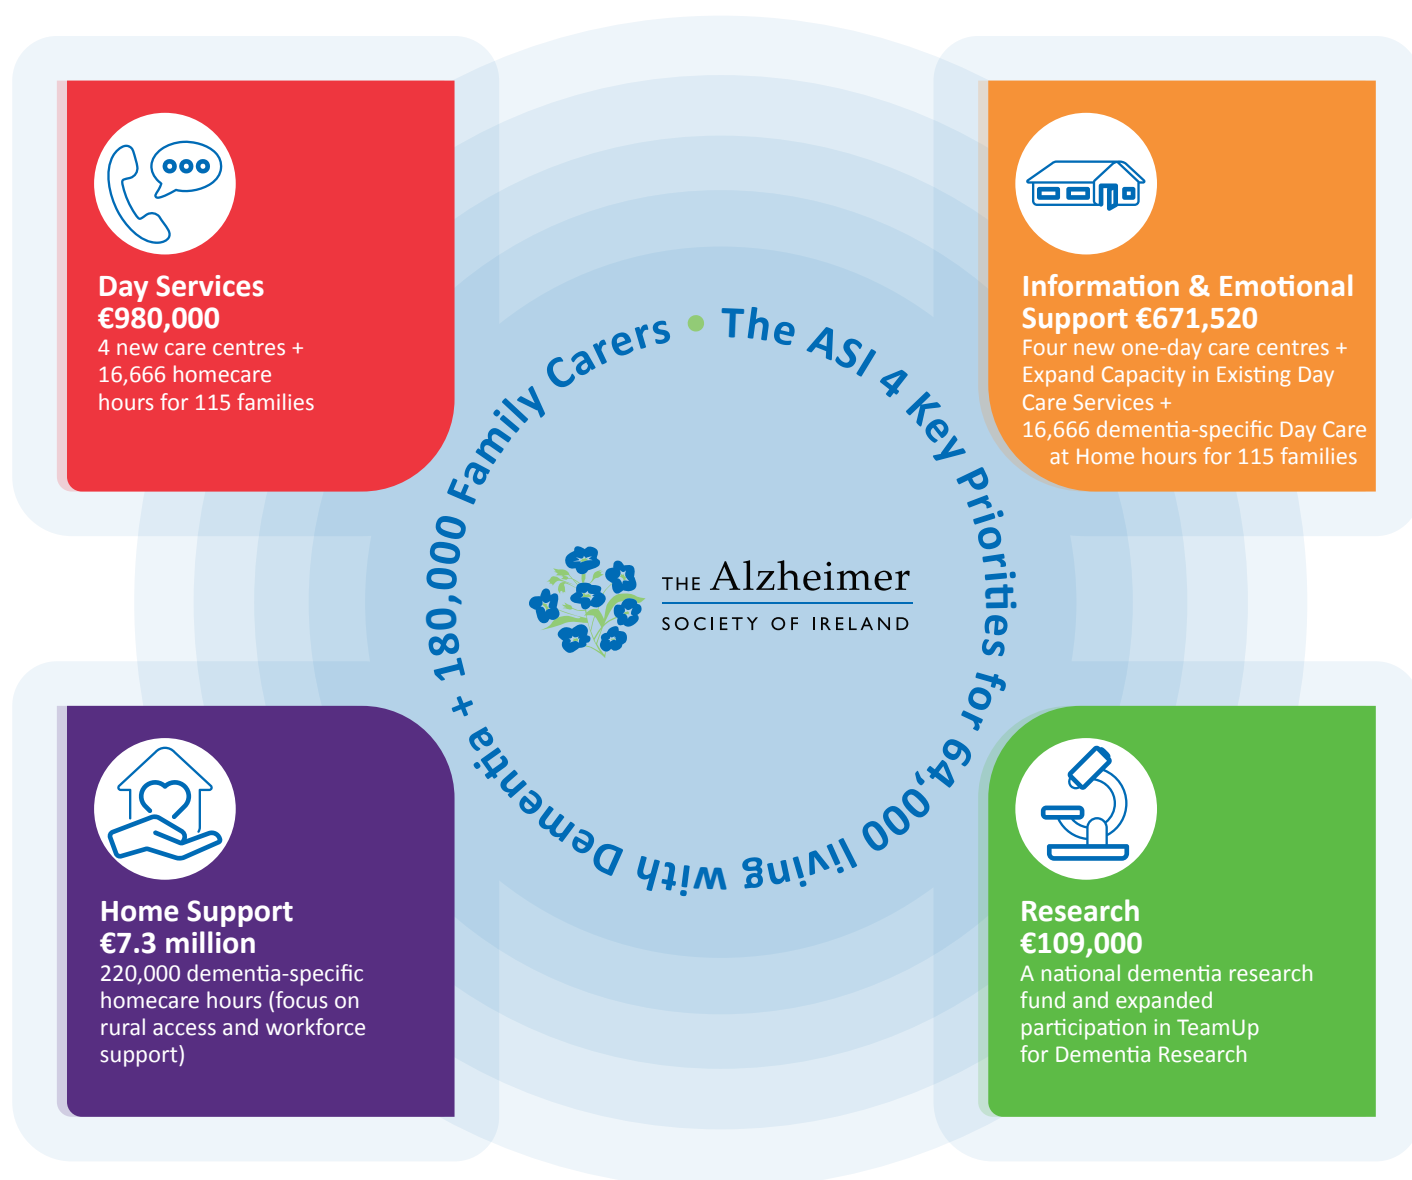 Day Services
€980,000
4 new care centres +
16,666 homecare
hours for 115 families
Information & Emotional
Support €671,520
Four new one-day care centres +
Expand Capacity in Existing Day
Care Services +
16,666 dementia-specific Day Care
at Home hours for 115 families
The ASI 4 Key Priorities for 64,000 living with Dementia + 180,000 Family Carers •
THE Alzheimer
SOCIETY OF IRELAND
Home Support
€7.3 million
220,000 dementia-specific
homecare hours (focus on
rural access and workforce
support)
Research
€109,000
A national dementia research
fund and expanded
participation in TeamUp
for Dementia Research